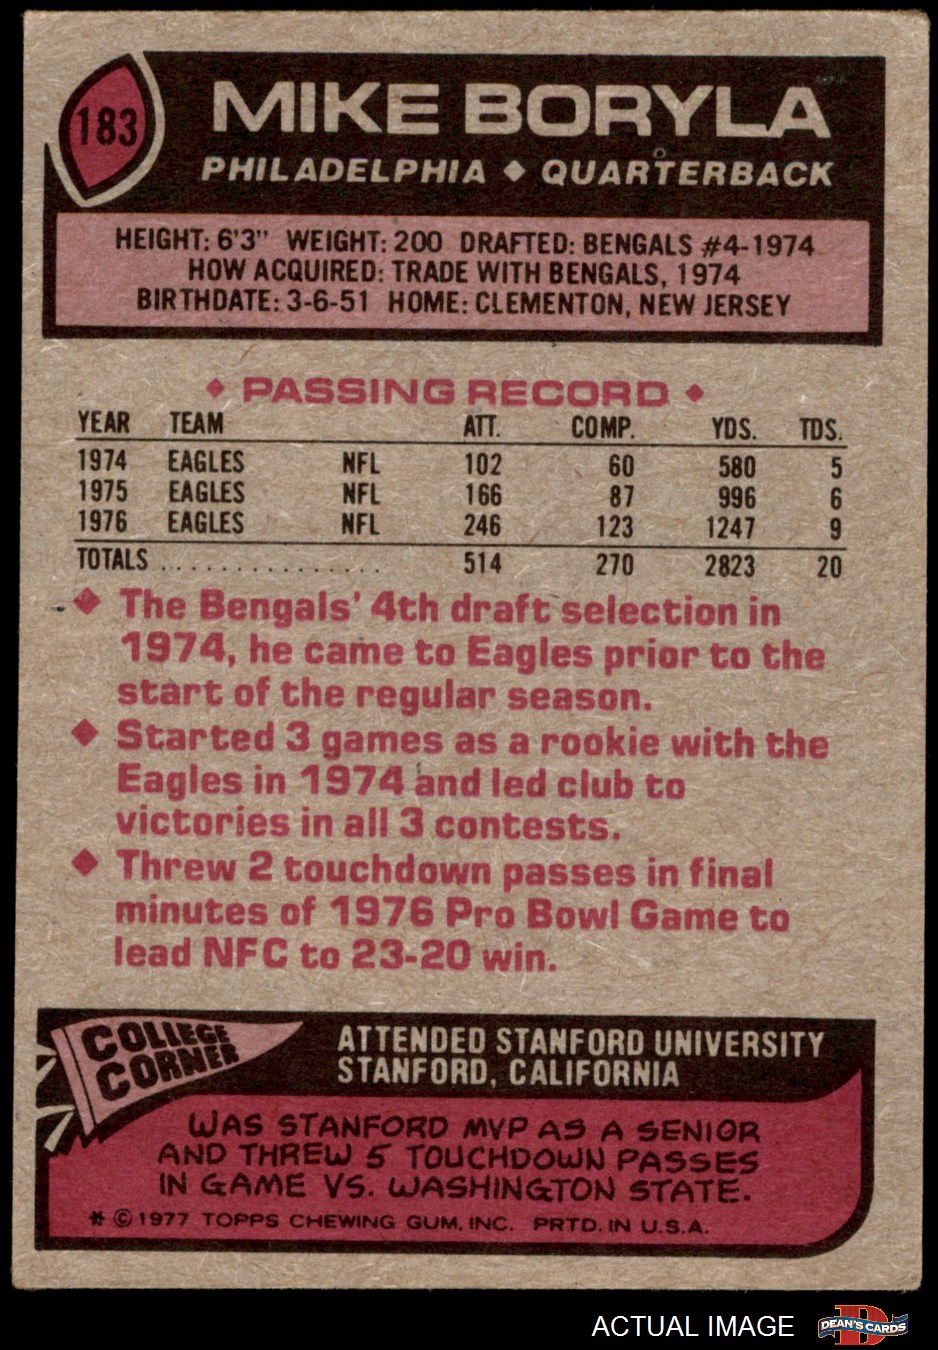 183
MIKE BORYLA
PHILADELPHIA ◆ QUARTERBACK
HEIGHT: 6'3" WEIGHT: 200 DRAFTED: BENGALS #4-1974
HOW ACQUIRED: TRADE WITH BENGALS, 1974
BIRTHDATE: 3-6-51 HOME: CLEMENTON, NEW JERSEY
◆ PASSING RECORD ◆
YEAR TEAM ATT. COMP. YDS. TDS.
1974 EAGLES NFL 102 60 580 5
1975 EAGLES NFL 166 87 996 6
1976 EAGLES NFL 246 123 1247 9
TOTALS ................ 514 270 2823 20
◆ The Bengals' 4th draft selection in
1974, he came to Eagles prior to the
start of the regular season.
◆ Started 3 games as a rookie with the
Eagles in 1974 and led club to
victories in all 3 contests.
◆ Threw 2 touchdown passes in final
minutes of 1976 Pro Bowl Game to
lead NFC to 23-20 win.
COLLEGE
CORNER
ATTENDED STANFORD UNIVERSITY
STANFORD, CALIFORNIA
WAS STANFORD MVP AS A SENIOR
AND THREW 5 TOUCHDOWN PASSES
IN GAME VS. WASHINGTON STATE.
* © 1977 TOPPS CHEWING GUM, INC. PRTD. IN U.S.A.
ACTUAL IMAGE
D
DEAN'S CARDS